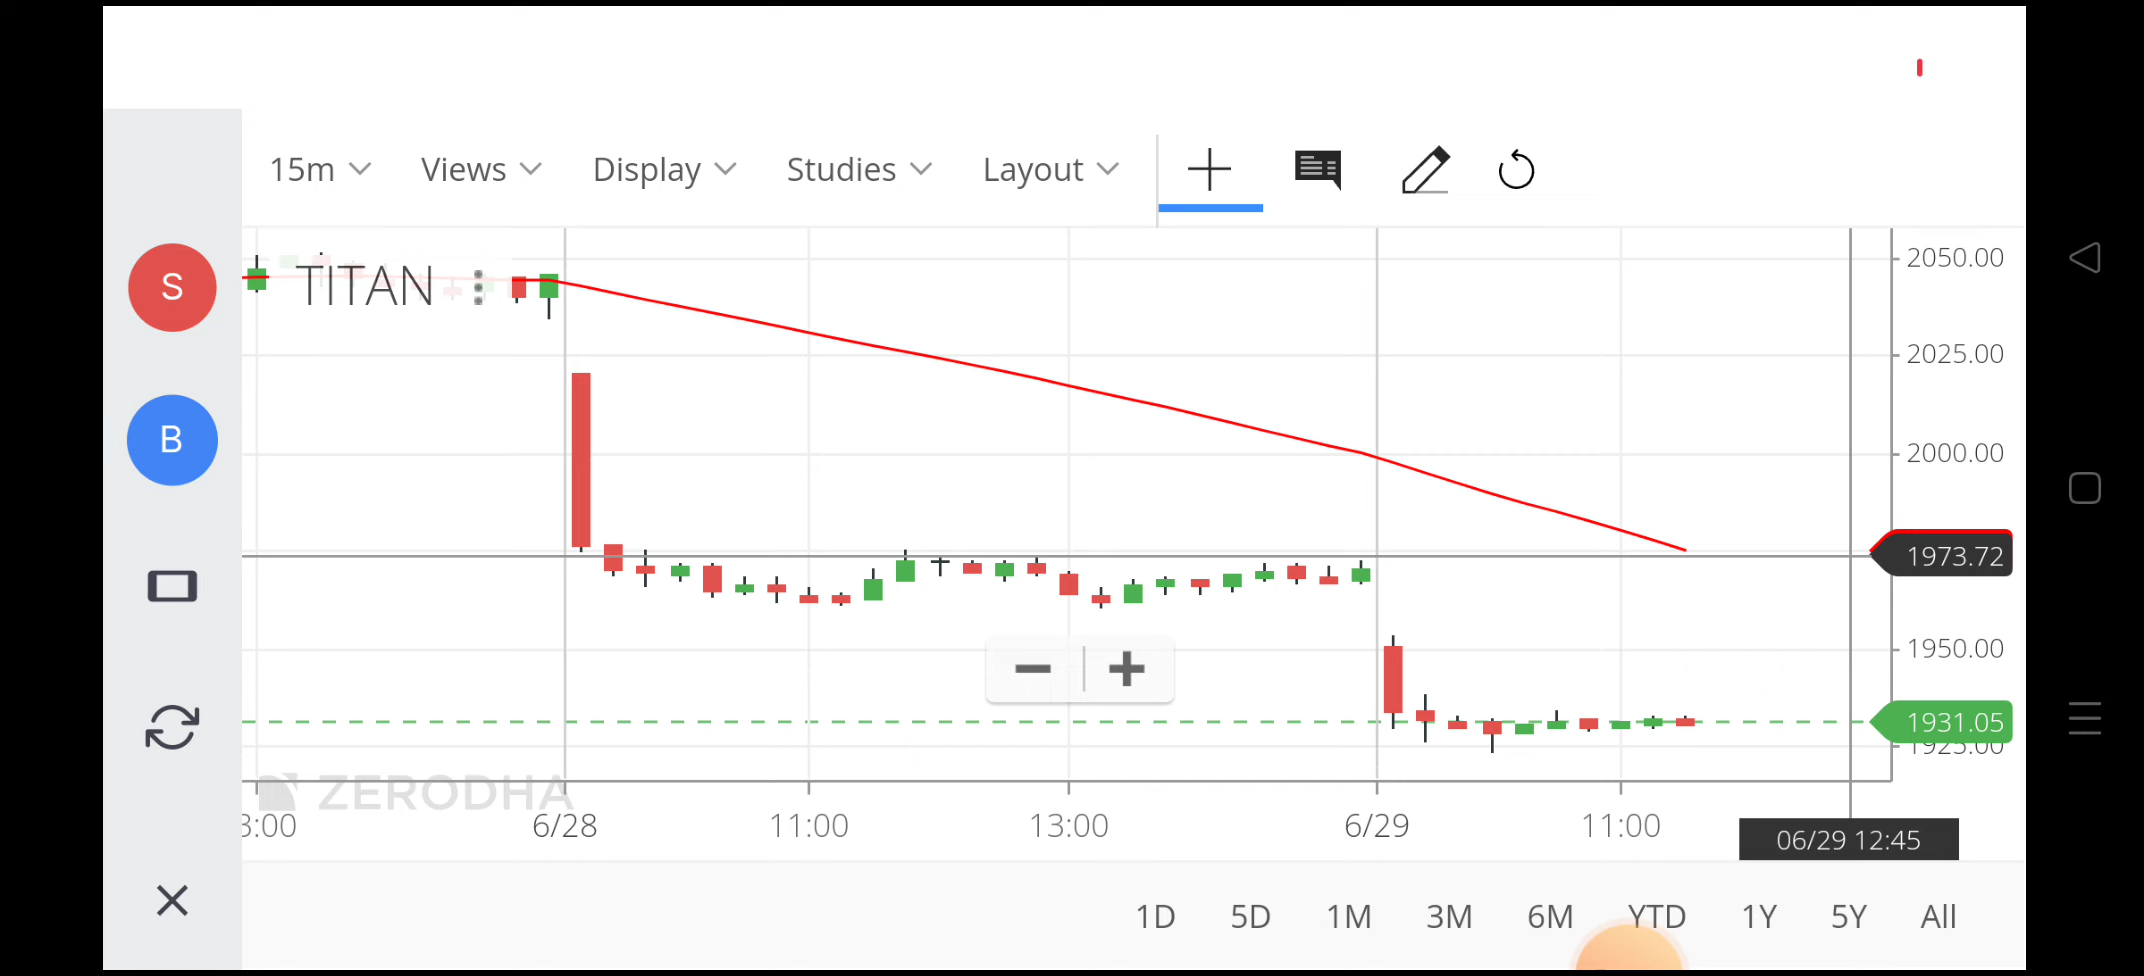 15m Views Display Studies Layout
S
TITAN
B
2050.00
2025.00
2000.00
1973.72
1950.00
1931.05
1925.00
ZERODHA
3:00 6/28 11:00 13:00 6/29 11:00
06/29 12:45
1D 5D 1M 3M 6M YTD 1Y 5Y All